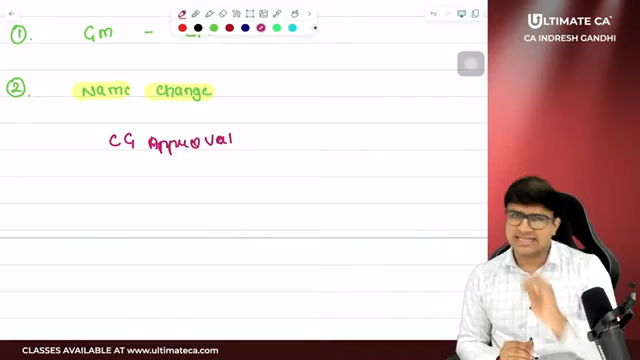 ULTIMATE CA
CA INDRESH GANDHI
①. GM -
②. Name Change
CG Approval
CLASSES AVAILABLE AT www.ultimateca.com